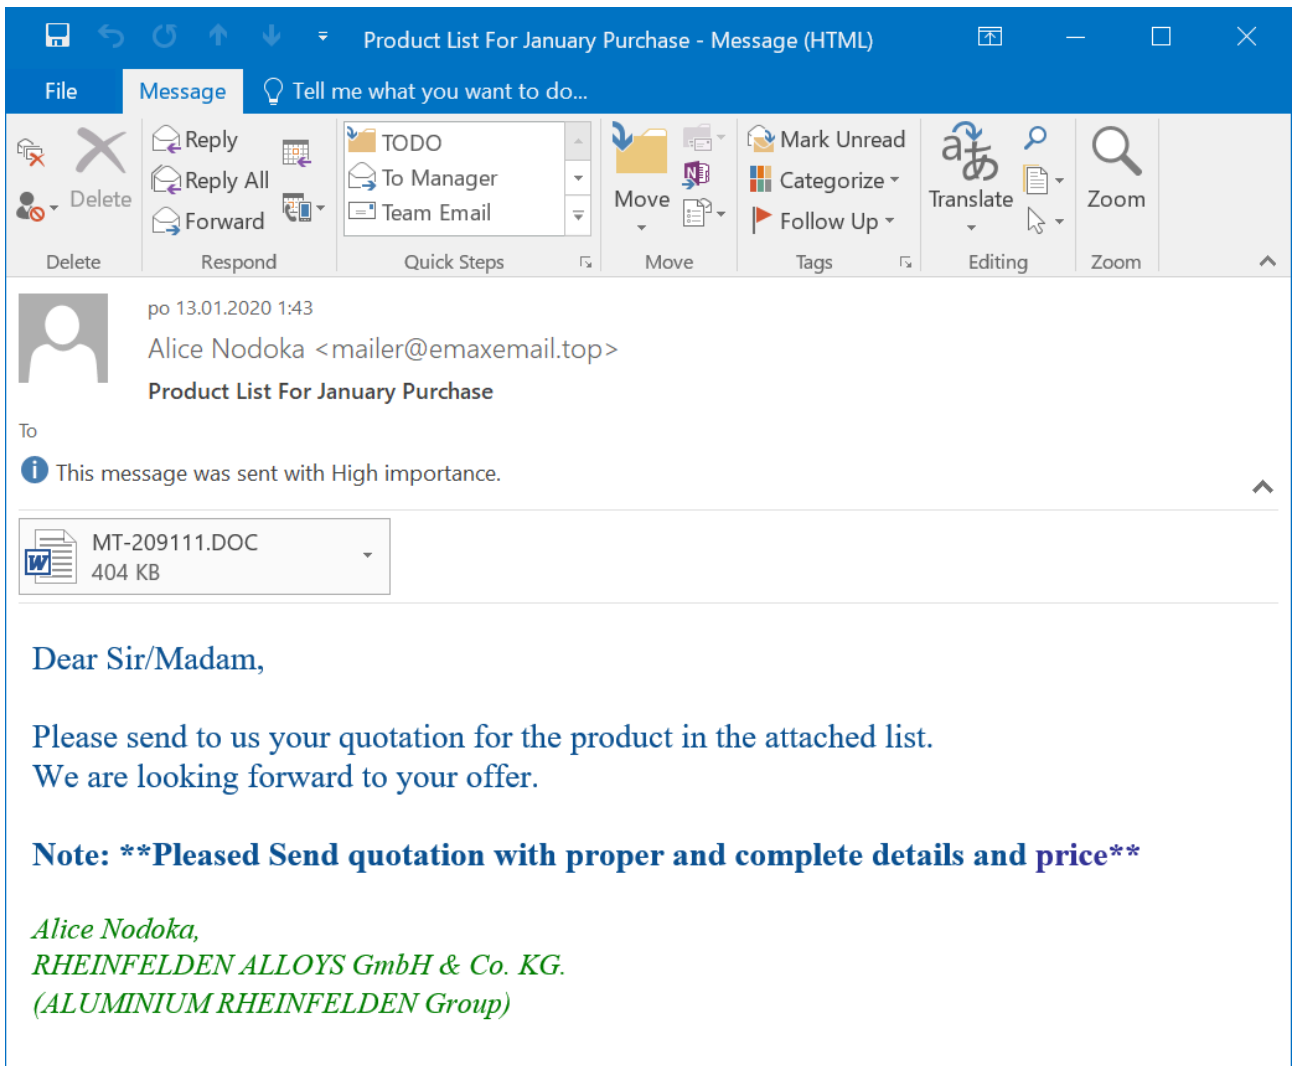 Product List For January Purchase - Message (HTML)
File Message Tell me what you want to do...
Reply
Reply All
Forward
Delete
TODO
To Manager
Team Email
Move
Mark Unread
Categorize
Follow Up
Translate
Zoom
Delete Respond Quick Steps Move Tags Editing Zoom
po 13.01.2020 1:43
Alice Nodoka <mailer@emaxemail.top>
Product List For January Purchase
To
This message was sent with High importance.
MT-209111.DOC
404 KB
Dear Sir/Madam,
Please send to us your quotation for the product in the attached list.
We are looking forward to your offer.
Note: **Pleased Send quotation with proper and complete details and price**
Alice Nodoka,
RHEINFELDEN ALLOYS GmbH & Co. KG.
(ALUMINIUM RHEINFELDEN Group)